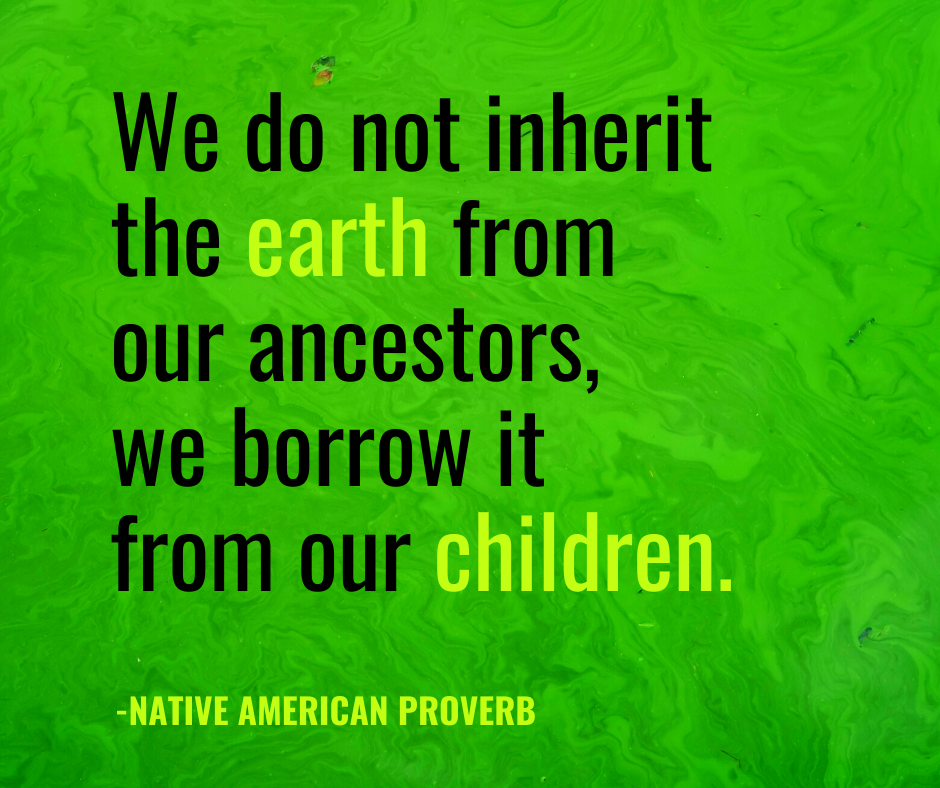 We do not inherit
the earth from
our ancestors,
we borrow it
from our children.
-NATIVE AMERICAN PROVERB